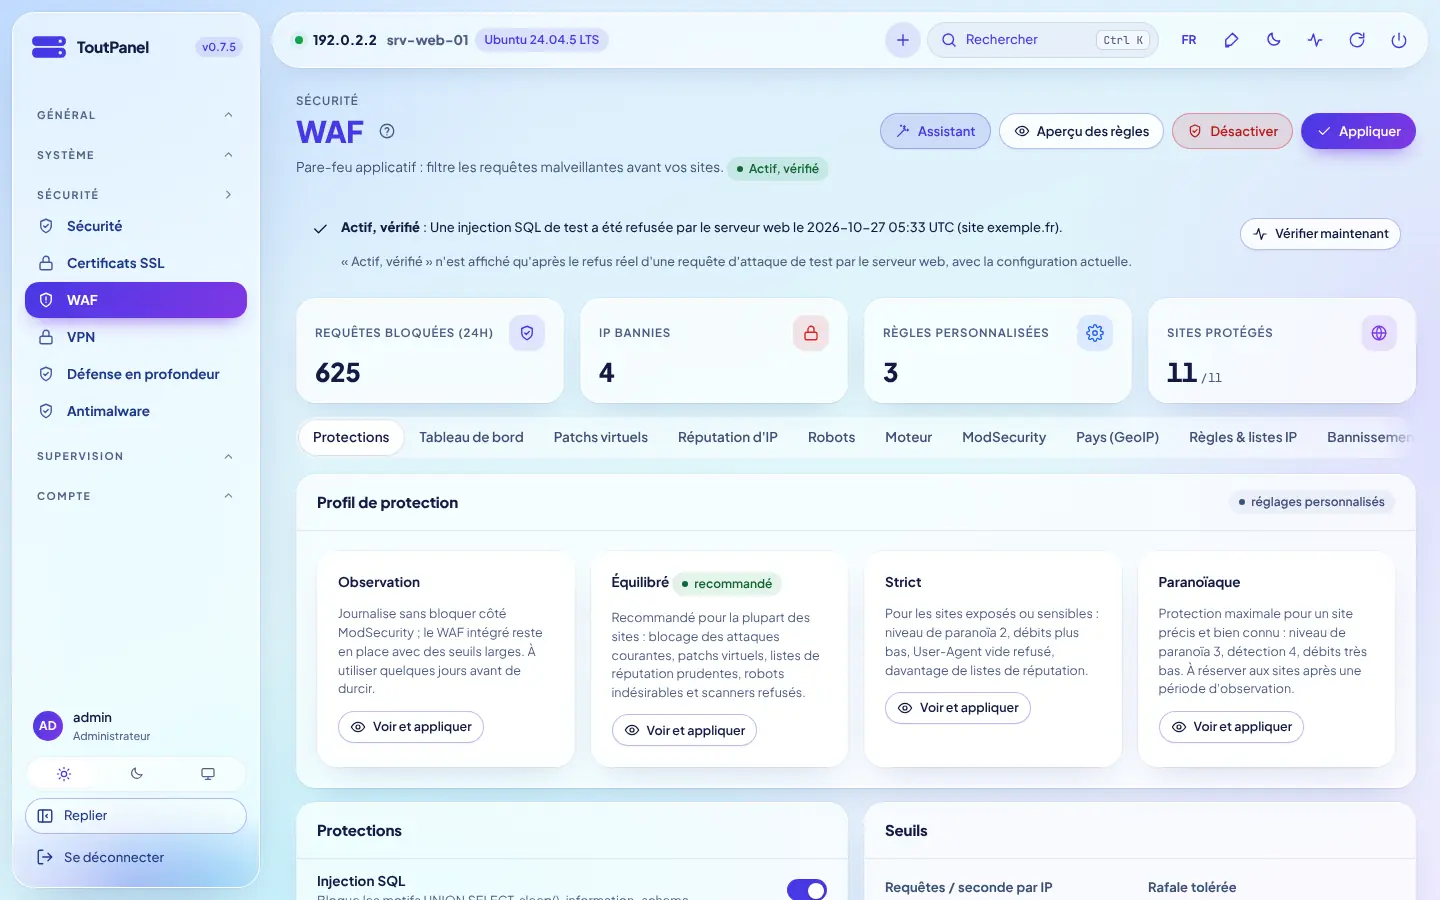 ToutPanel
v0.7.5
GÉNÉRAL
SYSTÈME
SÉCURITÉ
Sécurité
Certificats SSL
WAF
VPN
Défense en profondeur
Antimalware
SUPERVISION
COMPTE
AD
admin
Administrateur
Replier
Se déconnecter
192.0.2.2 srv-web-01 Ubuntu 24.04.5 LTS
Rechercher Ctrl K
FR
SÉCURITÉ
WAF
Pare-feu applicatif : filtre les requêtes malveillantes avant vos sites. Actif, vérifié
Assistant
Aperçu des règles
Désactiver
Appliquer
Actif, vérifié : Une injection SQL de test a été refusée par le serveur web le 2026-10-27 05:33 UTC (site exemple.fr).
« Actif, vérifié » n'est affiché qu'après le refus réel d'une requête d'attaque de test par le serveur web, avec la configuration actuelle.
Vérifier maintenant
REQUÊTES BLOQUÉES (24H)
625
IP BANNIES
4
RÈGLES PERSONNALISÉES
3
SITES PROTÉGÉS
11 / 11
Protections Tableau de bord Patchs virtuels Réputation d'IP Robots Moteur ModSecurity Pays (GeoIP) Règles & listes IP
Profil de protection
réglages personnalisés
Observation
Journalise sans bloquer côté
ModSecurity ; le WAF intégré reste
en place avec des seuils larges. À
utiliser quelques jours avant de
durcir.
Voir et appliquer
Équilibré recommandé
Recommandé pour la plupart des
sites : blocage des attaques
courantes, patchs virtuels, listes de
réputation prudentes, robots
indésirables et scanners refusés.
Voir et appliquer
Strict
Pour les sites exposés ou sensibles :
niveau de paranoïa 2, débits plus
bas, User-Agent vide refusé,
davantage de listes de réputation.
Voir et appliquer
Paranoïaque
Protection maximale pour un site
précis et bien connu : niveau de
paranoïa 3, détection 4, débits très
bas. À réserver aux sites après une
période d'observation.
Voir et appliquer
Protections
Injection SQL
Seuils
Requêtes / seconde par IP
Rafale tolérée